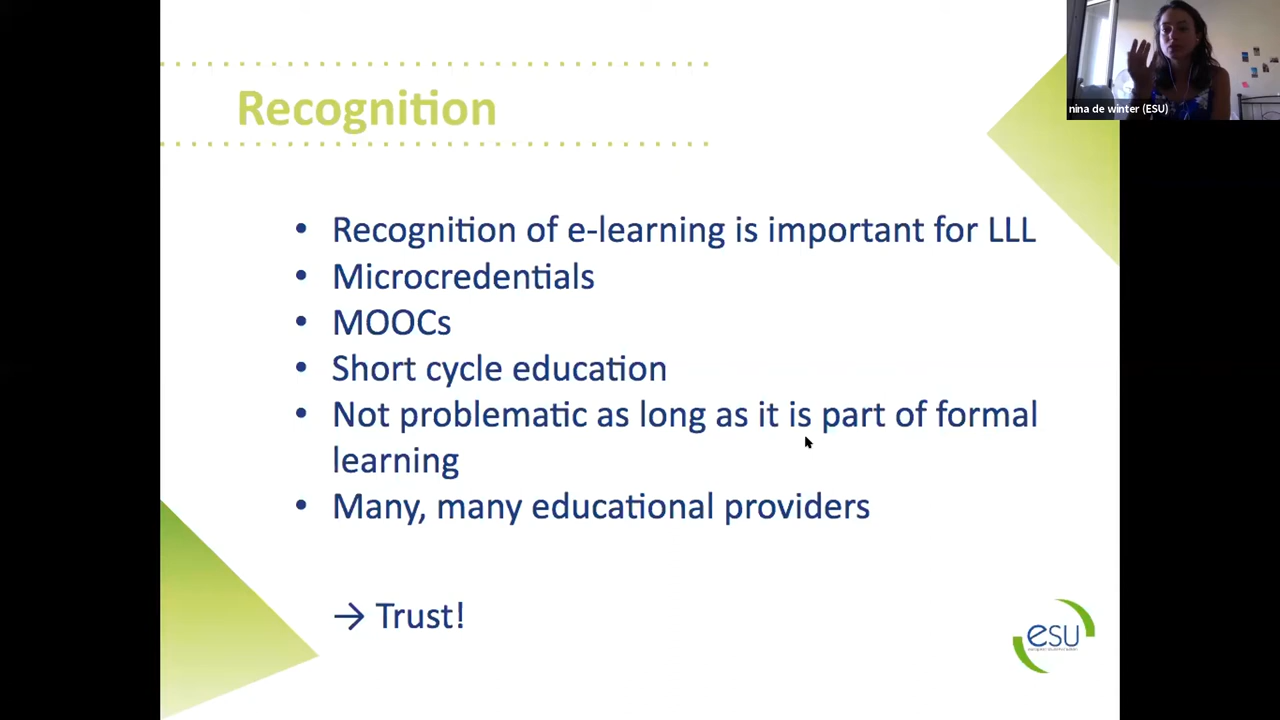 nina de winter (ESU)
Recognition
• Recognition of e-learning is important for LLL
• Microcredentials
• MOOCs
• Short cycle education
• Not problematic as long as it is part of formal
learning
• Many, many educational providers
→ Trust!
esu